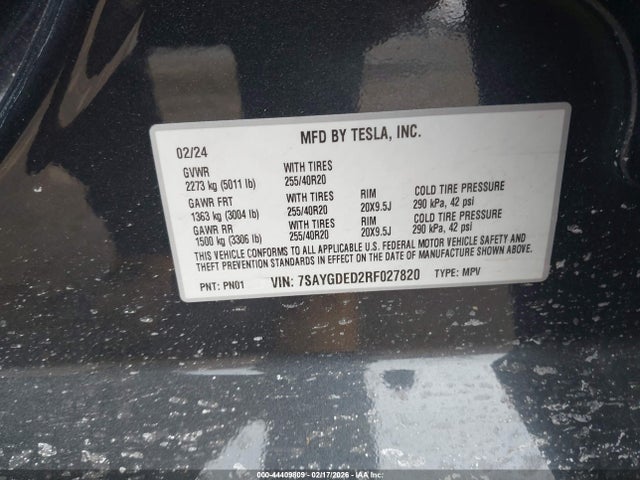 MFD BY TESLA, INC.
02/24
GVWR WITH TIRES
2273 kg (5011 lb) 255/40R20
GAWR FRT WITH TIRES RIM COLD TIRE PRESSURE
1363 kg (3004 lb) 255/40R20 20X9.5J 290 kPa, 42 psi
GAWR RR WITH TIRES RIM COLD TIRE PRESSURE
1500 kg (3306 lb) 255/40R20 20X9.5J 290 kPa, 42 psi
THIS VEHICLE CONFORMS TO ALL APPLICABLE U.S. FEDERAL MOTOR VEHICLE SAFETY AND
THEFT PREVENTION STANDARDS IN EFFECT ON THE DATE OF MANUFACTURE SHOWN ABOVE.
PNT: PN01 VIN: 7SAYGDED2RF027820 TYPE: MPV
000-44409809 - 02/17/2026 - COPYRIGHT IAA, LLC